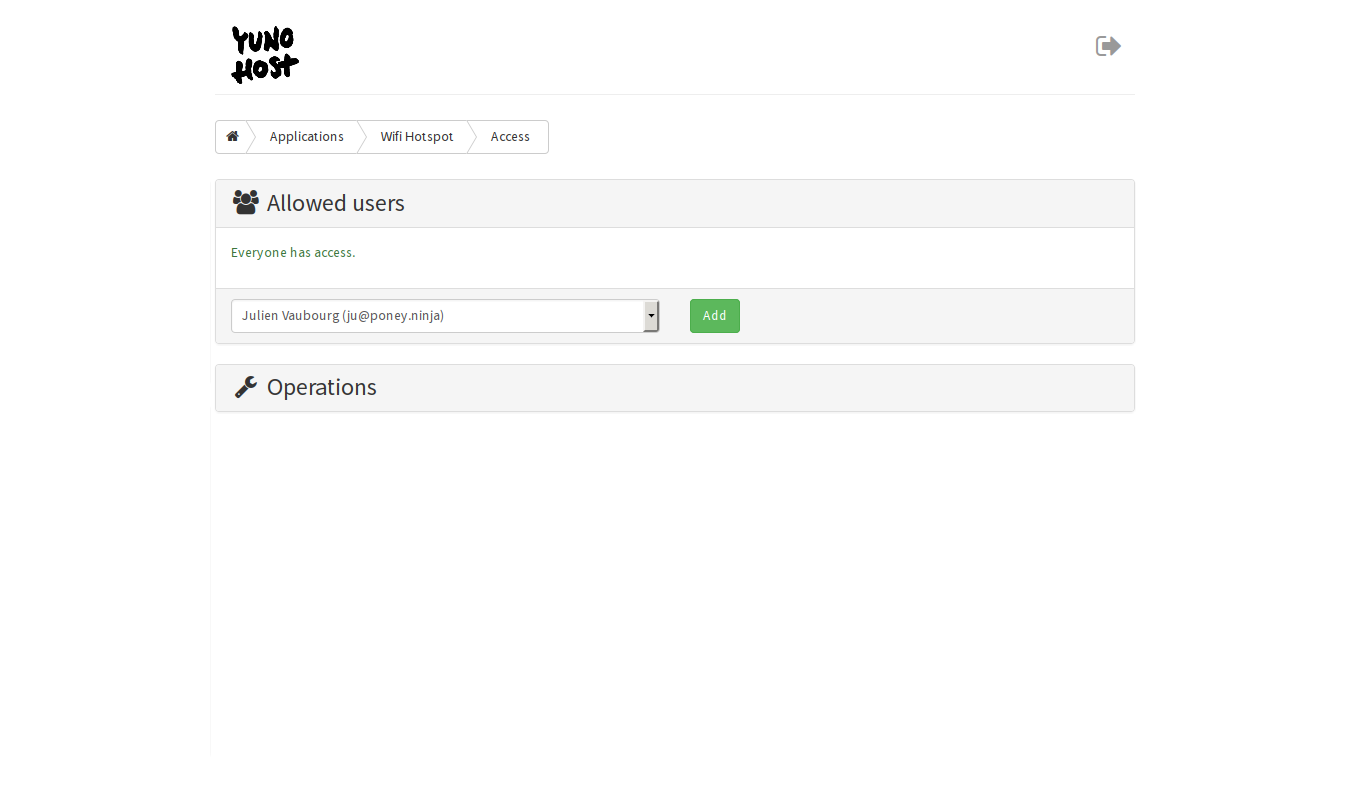 YUNO
HOST
Applications Wifi Hotspot Access
Allowed users
Everyone has access.
Julien Vaubourg (ju@poney.ninja) Add
Operations